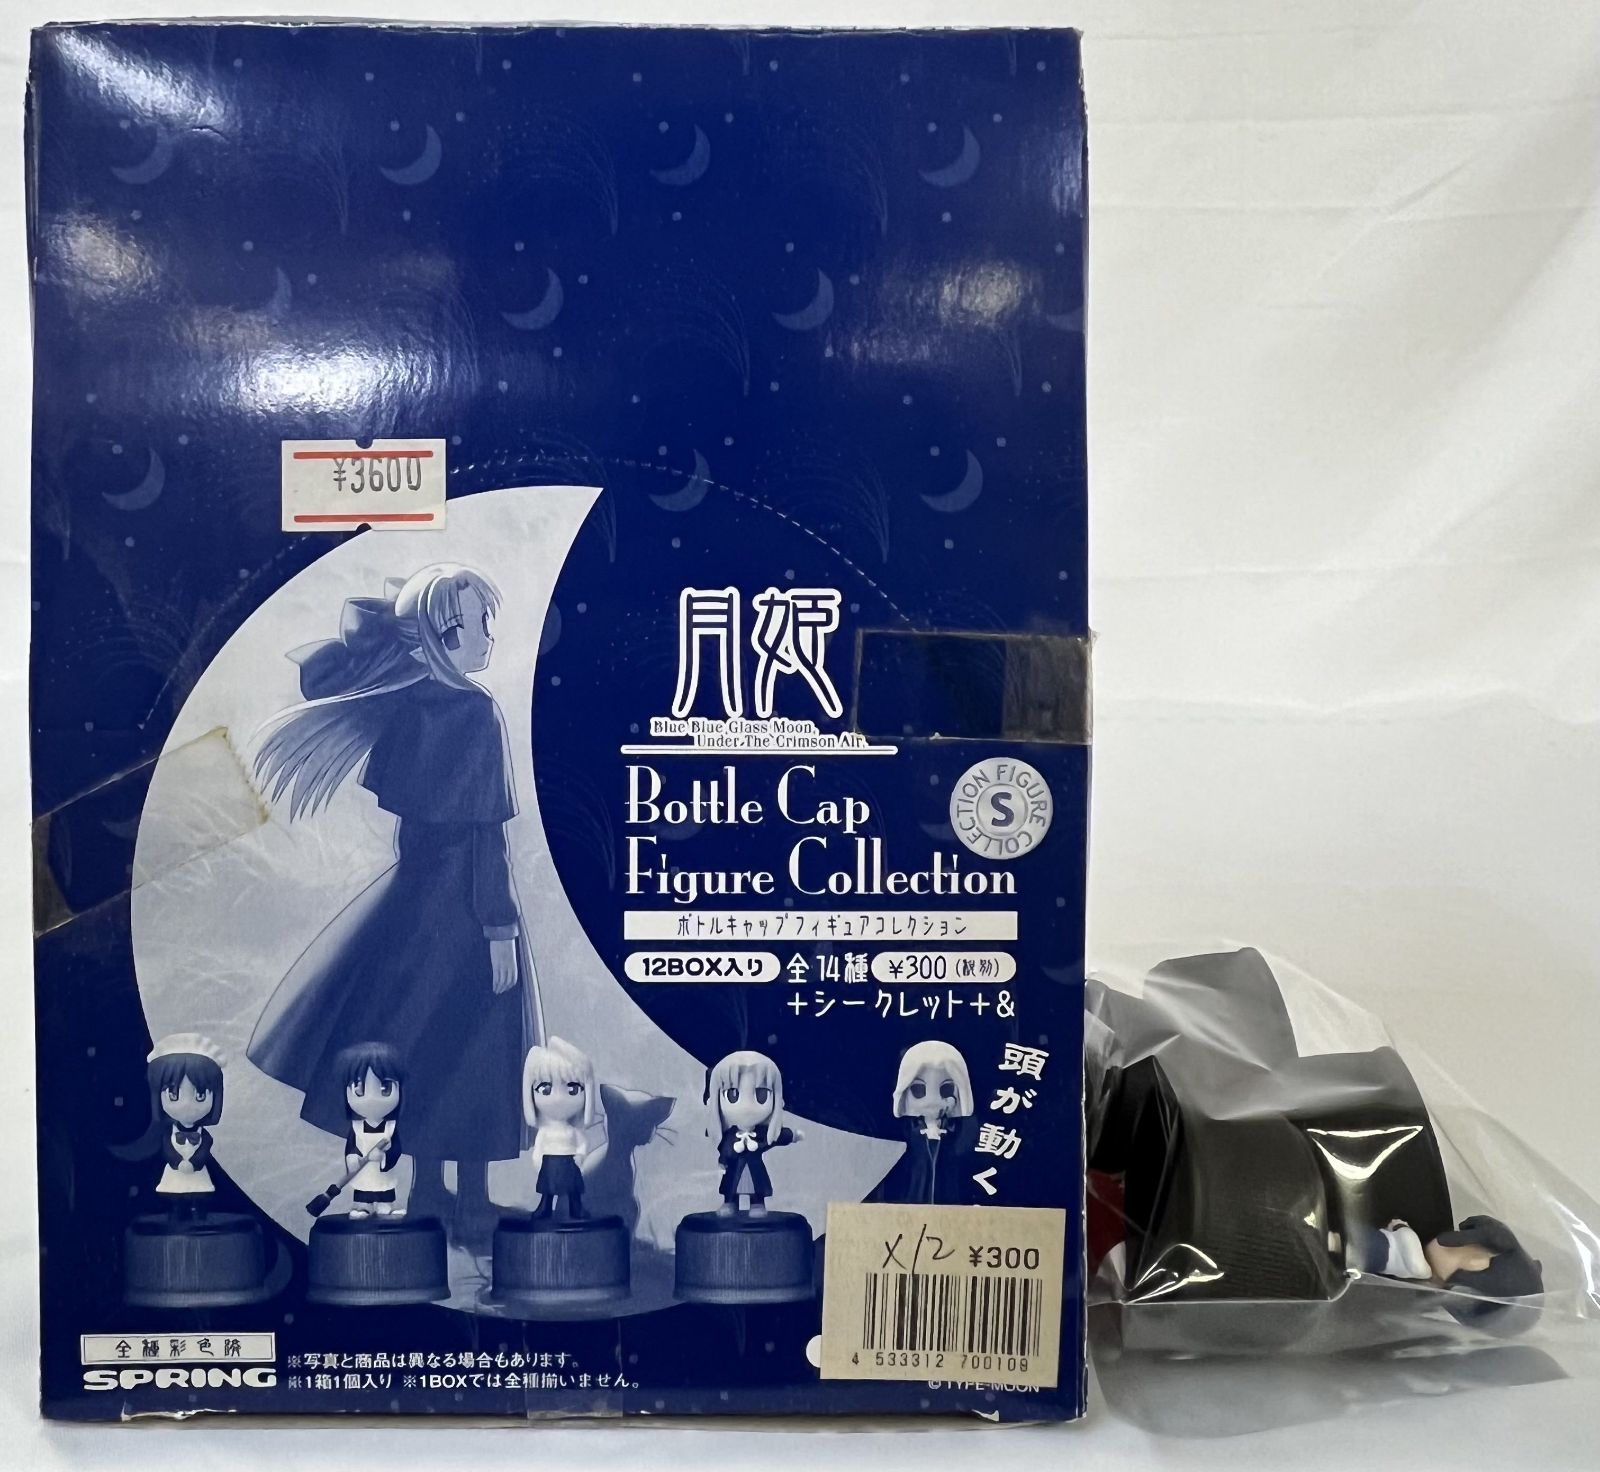 ¥3600
月姫
Blue Blue Glass Moon,
Under The Crimson Air.
Bottle Cap
Figure Collection
COLLECTION FIGURE COLLECTION
S
ボトルキャップフィギュアコレクション
12BOX入り 全14種 ¥300(税別)
+シークレット+&
頭が動く
X12 ¥300
4 533312 700109
全種彩色済
SPRING
※写真と商品は異なる場合もあります。
※1箱1個入り ※1BOXでは全種揃いません。
©TYPE-MOON